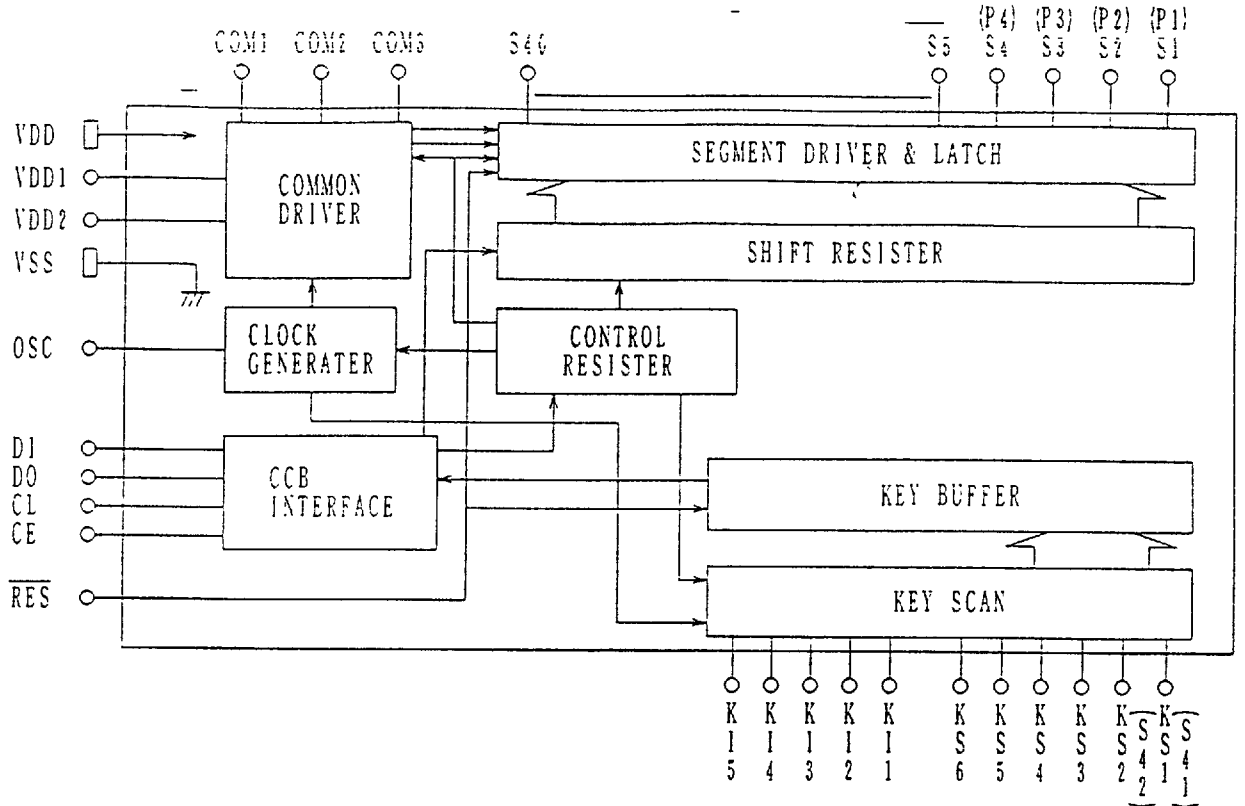 (P4) (P3) (P2) (P1)
COM1 COM2 COM3 S40 S5 S4 S3 S2 S1
VDD
VDD1
VDD2
VSS
OSC
DI
DO
CL
CE
RES
COMMON
DRIVER
SEGMENT DRIVER & LATCH
SHIFT RESISTER
CLOCK
GENERATER
CONTROL
RESISTER
CCB
INTERFACE
KEY BUFFER
KEY SCAN
KI5 KI4 KI3 KI2 KI1 KS6 KS5 KS4 KS3 KS2 (S42) KS1 (S41)